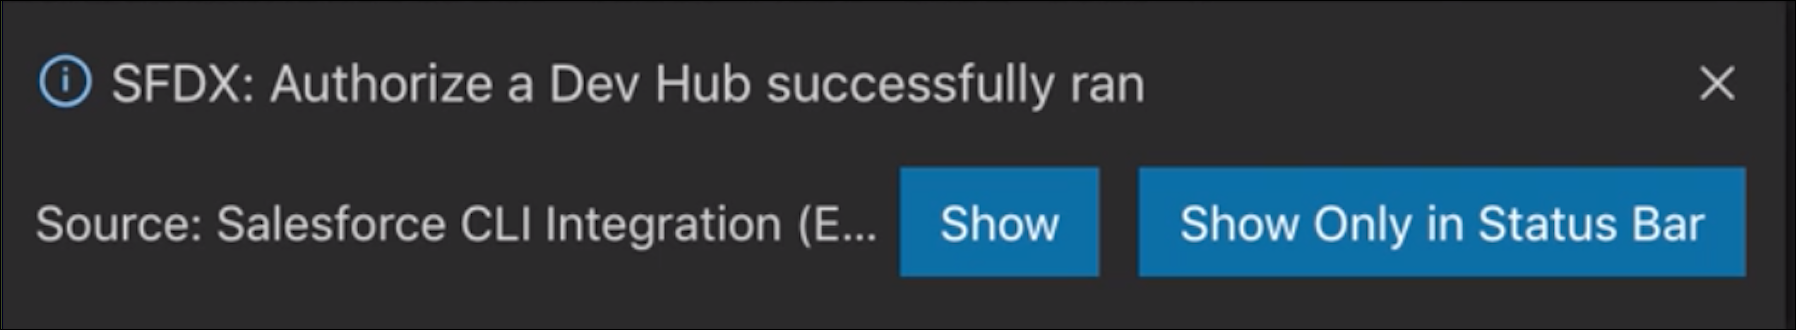 SFDX: Authorize a Dev Hub successfully ran
Source: Salesforce CLI Integration (E... Show Show Only in Status Bar